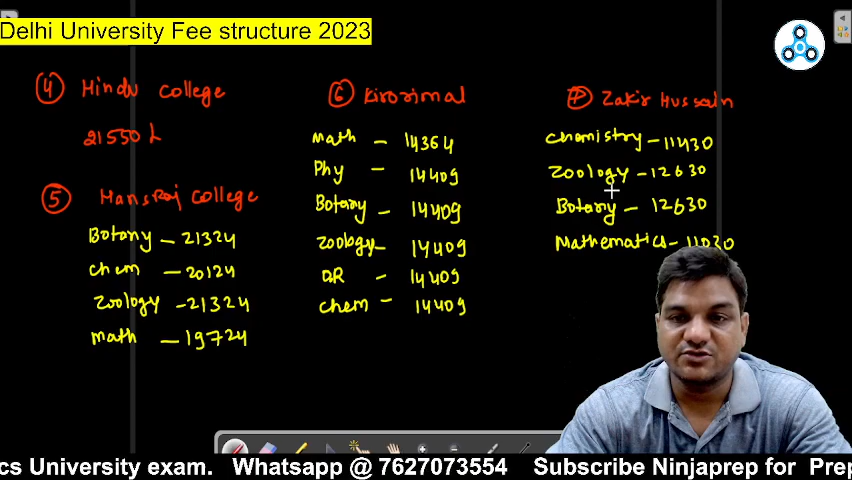 Delhi University Fee structure 2023
④ Hindu College
21550
⑤ Hansraj College
Botany - 21324
Chem - 20124
Zoology - 21324
Math - 19724
⑥ Kirorimal
Math - 14364
Phy - 14409
Botany - 14409
Zoology - 14409
OR - 14409
Chem - 14409
⑦ Zakir Hussain
Chemistry - 11430
Zoology - 12630
Botany - 12630
Mathematics - 11030
cs University exam. Whatsapp @ 7627073554 Subscribe Ninjaprep for Prep